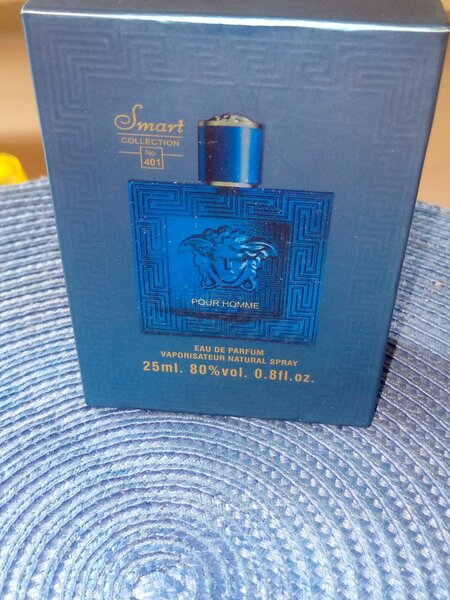 Smart
COLLECTION
No.
401
POUR HOMME
EAU DE PARFUM
VAPORISATEUR NATURAL SPRAY
25ml. 80%vol. 0.8fl.oz.